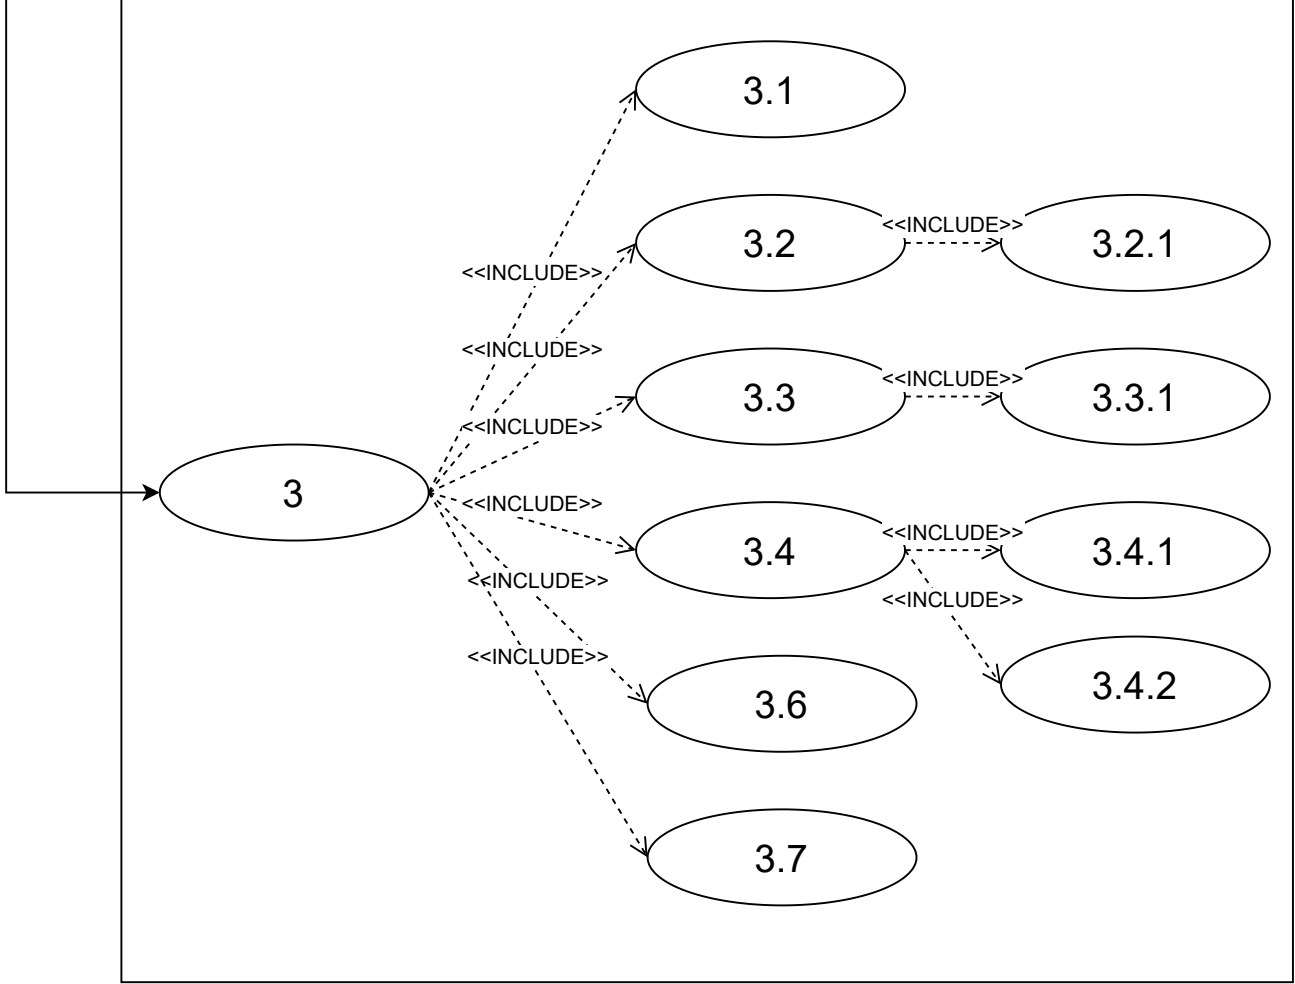 3.1
3.2
<<INCLUDE>>
3.2.1
<<INCLUDE>>
<<INCLUDE>>
3.3
<<INCLUDE>>
3.3.1
<<INCLUDE>>
3
<<INCLUDE>>
3.4
<<INCLUDE>>
3.4.1
<<INCLUDE>>
<<INCLUDE>>
3.4.2
<<INCLUDE>>
3.6
3.7